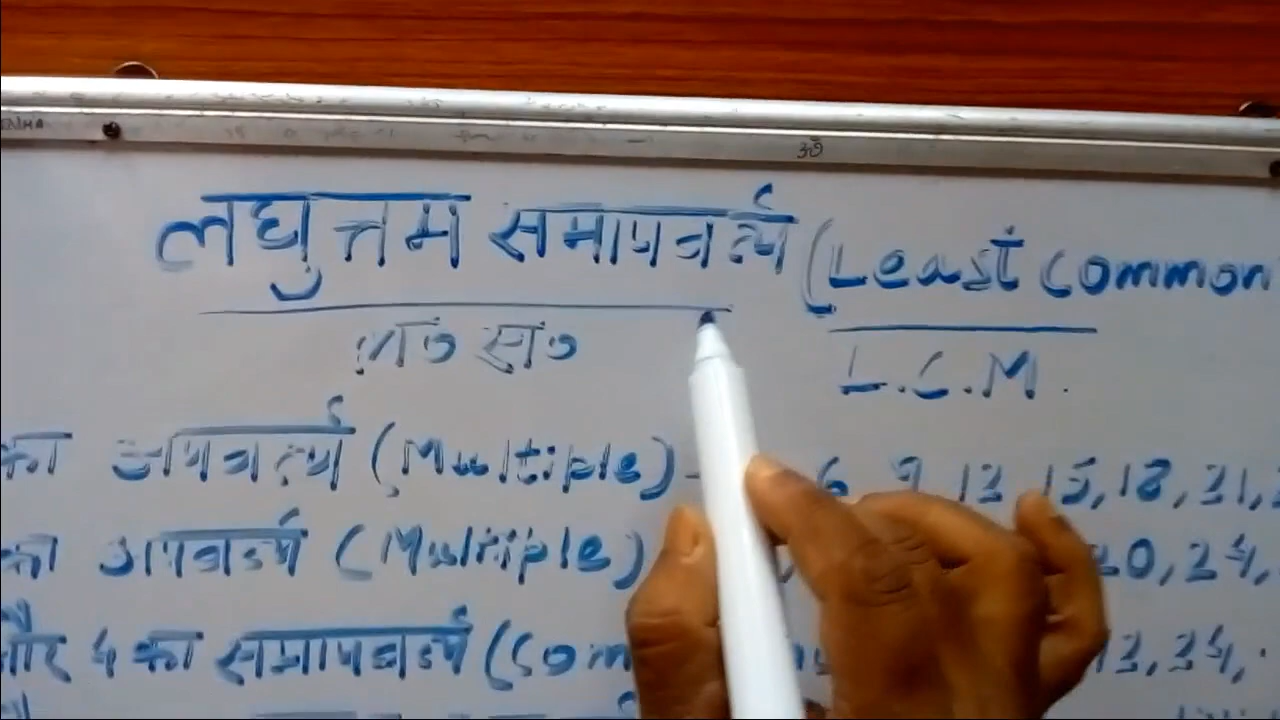 लघुत्तम समापवर्त्य (Least Common
ल० स० L.C.M.
का अपवर्त्य (Multiple) - 6 9 12 15, 18, 21,
का अपवर्त्य (Multiple) 20, 24,
और 4 का समापवर्त्य (Com 12, 24,